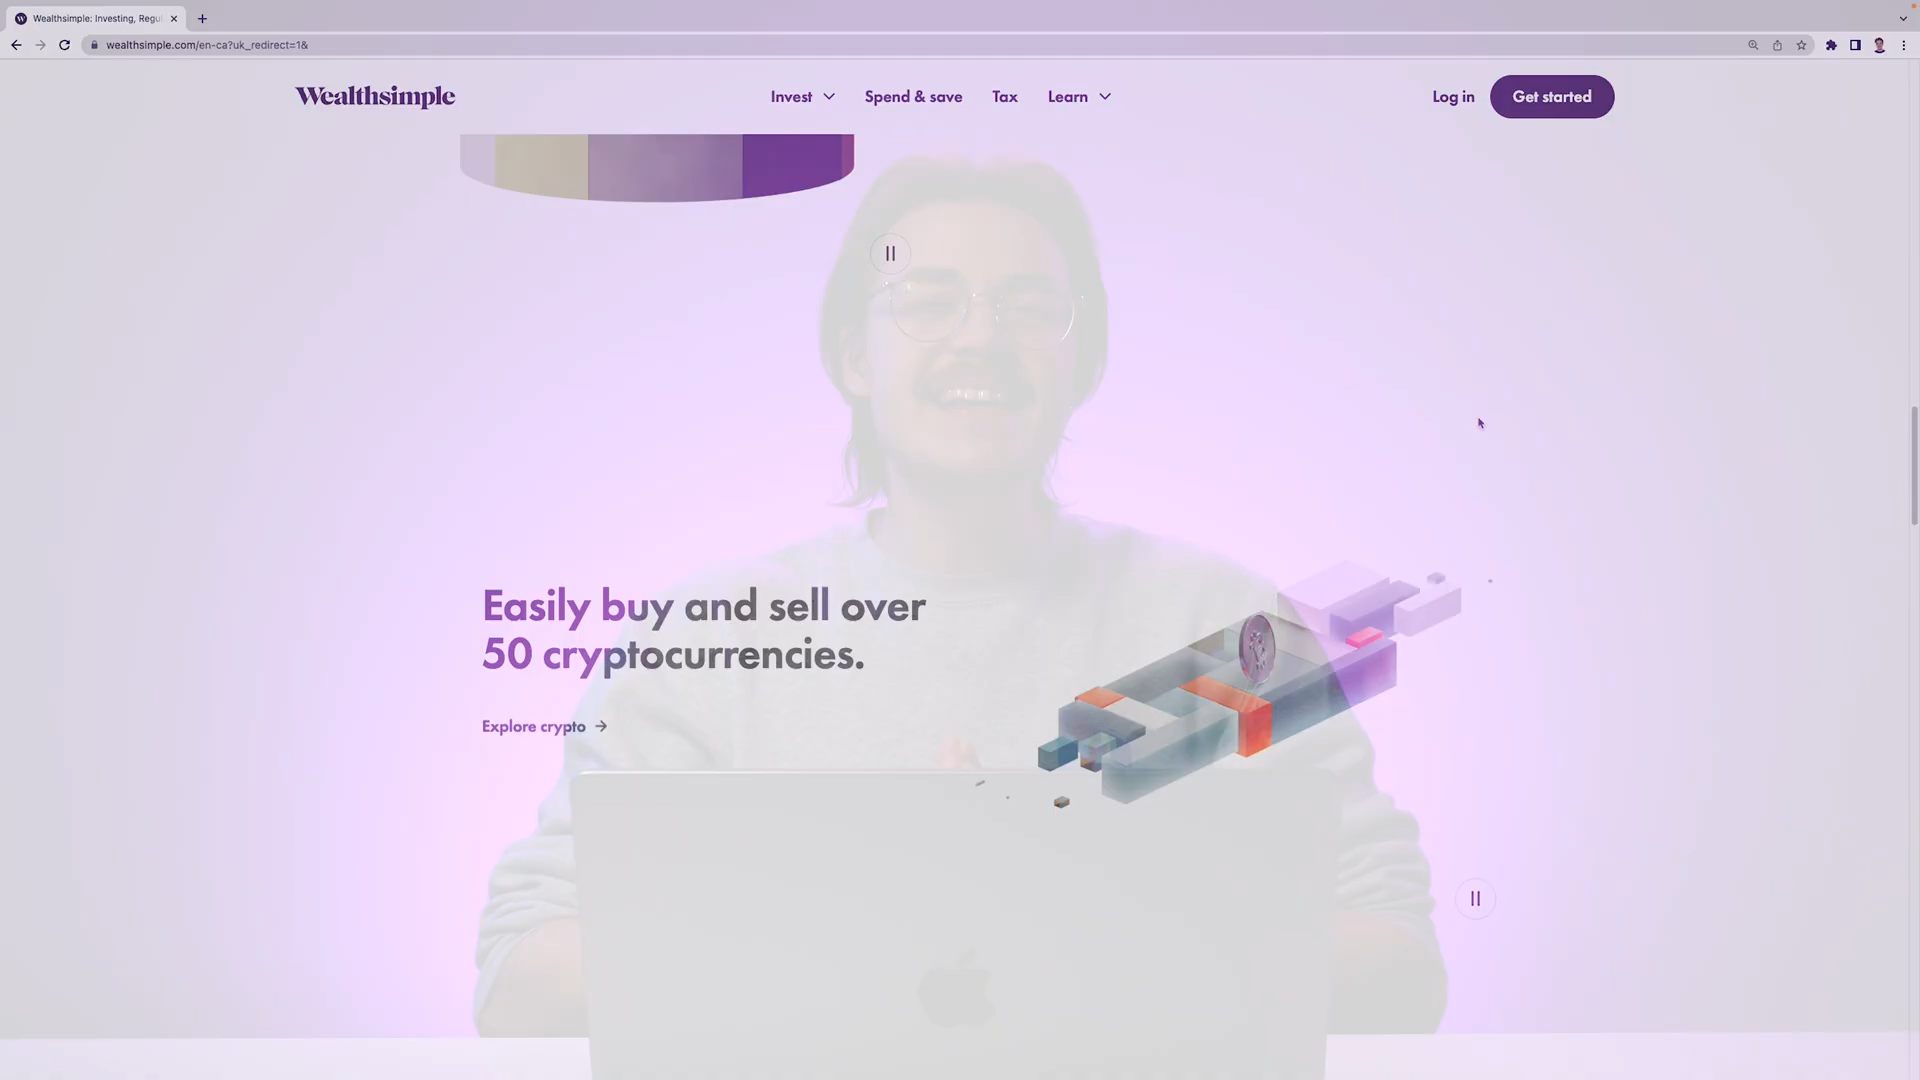 Wealthsimple: Investing, Regu
wealthsimple.com/en-ca?uk_redirect=1&
Wealthsimple
Invest
Spend & save
Tax
Learn
Log in
Get started
Easily buy and sell over
50 cryptocurrencies.
Explore crypto